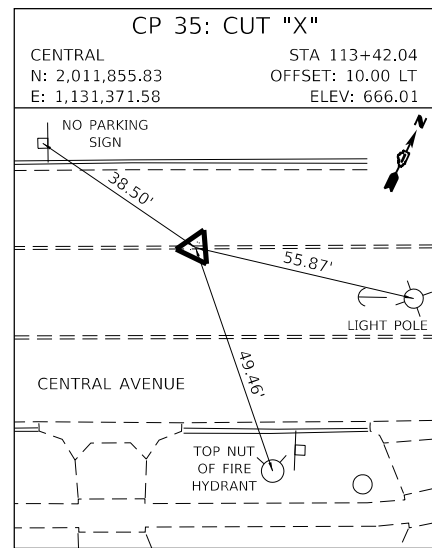 CP 35: CUT "X"
CENTRAL STA 113+42.04
N: 2,011,855.83 OFFSET: 10.00 LT
E: 1,131,371.58 ELEV: 666.01
NO PARKING
SIGN
N
38.50'
55.87'
LIGHT POLE
49.46'
CENTRAL AVENUE
TOP NUT
OF FIRE
HYDRANT